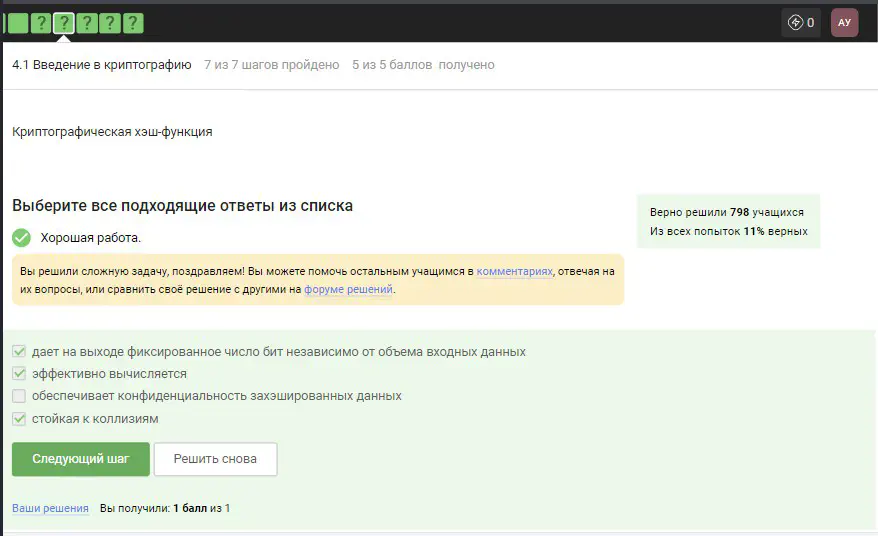 ? ? ? ? ?
0
АУ
4.1 Введение в криптографию 7 из 7 шагов пройдено 5 из 5 баллов получено
Криптографическая хэш-функция
Выберите все подходящие ответы из списка
Верно решили 798 учащихся
Из всех попыток 11% верных
Хорошая работа.
Вы решили сложную задачу, поздравляем! Вы можете помочь остальным учащимся в комментариях, отвечая на
их вопросы, или сравнить своё решение с другими на форуме решений.
дает на выходе фиксированное число бит независимо от объема входных данных
эффективно вычисляется
обеспечивает конфиденциальность захэшированных данных
стойкая к коллизиям
Следующий шаг Решить снова
Ваши решения Вы получили: 1 балл из 1